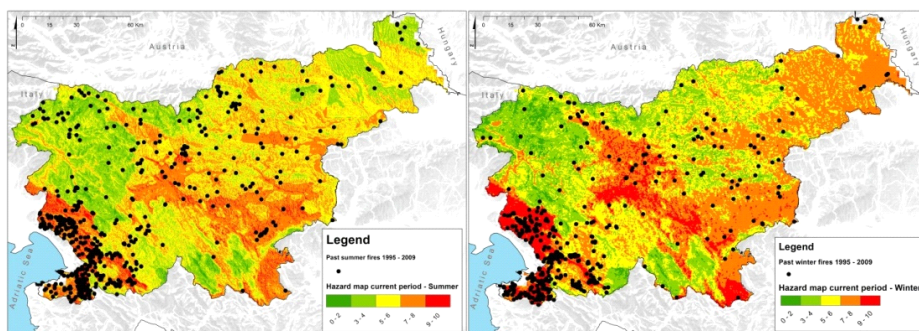 0 15 30 60 Km
Austria
Hungary
Italy
Croatia
Adriatic Sea
Legend
Past summer fires 1995 - 2009
Hazard map current period - Summer
0 - 2
3 - 4
5 - 6
7 - 8
9 - 10
0 15 30 60 Km
Austria
Hungary
Italy
Croatia
Adriatic Sea
Legend
Past winter fires 1995 - 2009
Hazard map current period - Winter
0 - 2
3 - 4
5 - 6
7 - 8
9 - 10